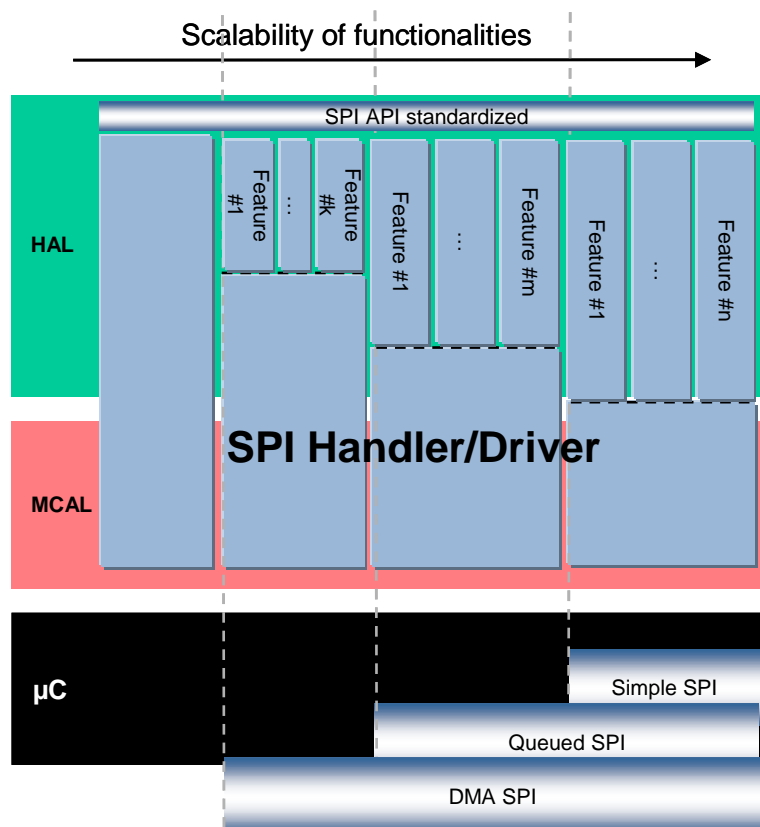 Scalability of functionalities
SPI API standardized
HAL
Feature #1
…
Feature #k
Feature #1
…
Feature #m
Feature #1
…
Feature #n
SPI Handler/Driver
MCAL
µC
Simple SPI
Queued SPI
DMA SPI